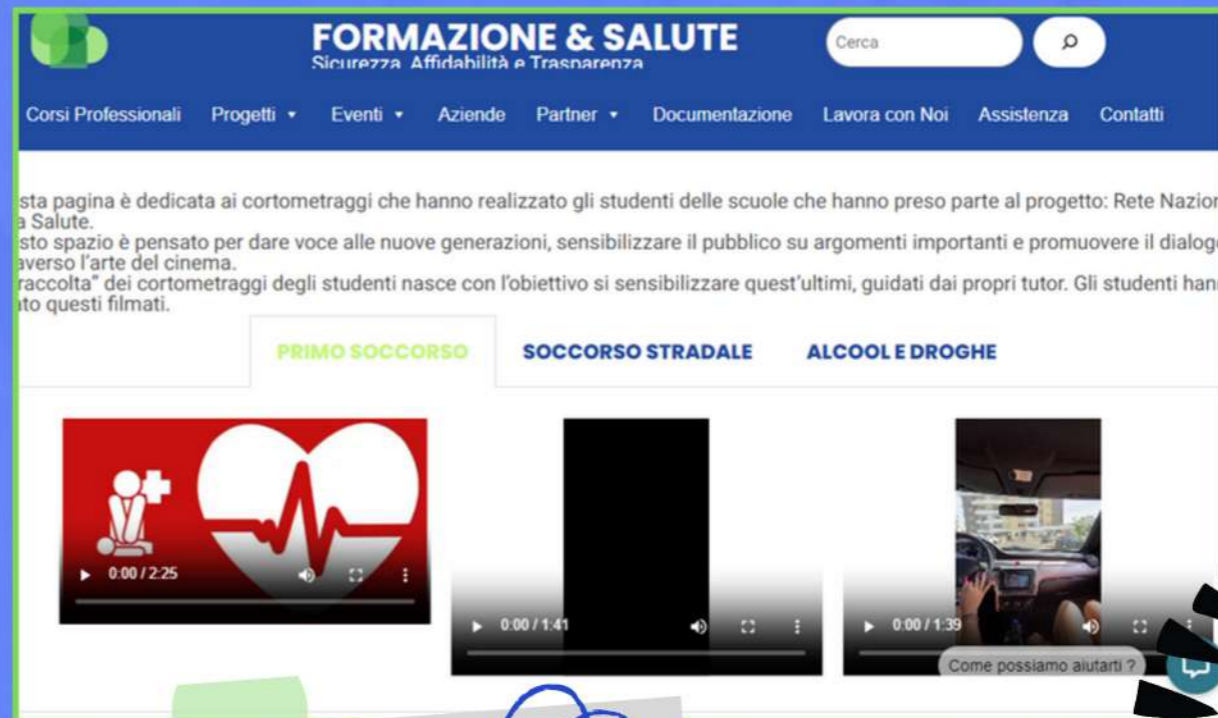 FORMAZIONE & SALUTE
Sicurezza Affidabilità e Trasparenza
Cerca
Corsi Professionali Progetti Eventi Aziende Partner Documentazione Lavora con Noi Assistenza Contatti
sta pagina è dedicata ai cortometraggi che hanno realizzato gli studenti delle scuole che hanno preso parte al progetto: Rete Nazion
a Salute.
sto spazio è pensato per dare voce alle nuove generazioni, sensibilizzare il pubblico su argomenti importanti e promuovere il dialogo
averso l'arte del cinema.
raccolta" dei cortometraggi degli studenti nasce con l'obiettivo si sensibilizzare quest'ultimi, guidati dai propri tutor. Gli studenti han
ato questi filmati.
PRIMO SOCCORSO SOCCORSO STRADALE ALCOOL E DROGHE
0:00 / 2:25
0:00 / 1:41
0:00 / 1:39
Come possiamo aiutarti ?